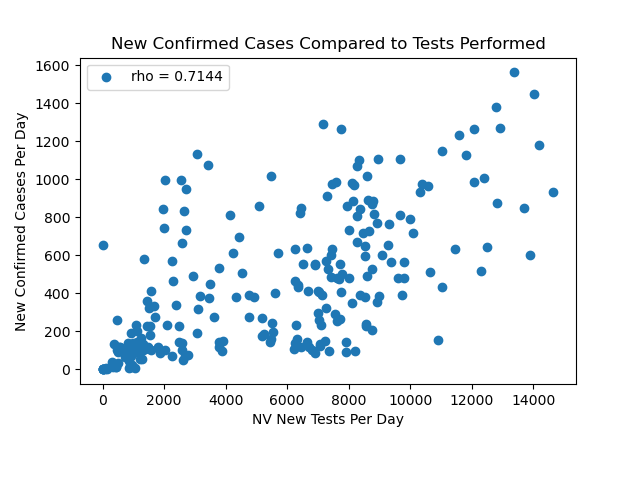 New Confirmed Cases Compared to Tests Performed
rho = 0.7144
1600
1400
1200
1000
800
600
400
200
0
New Confirmed Caeses Per Day
0 2000 4000 6000 8000 10000 12000 14000
NV New Tests Per Day